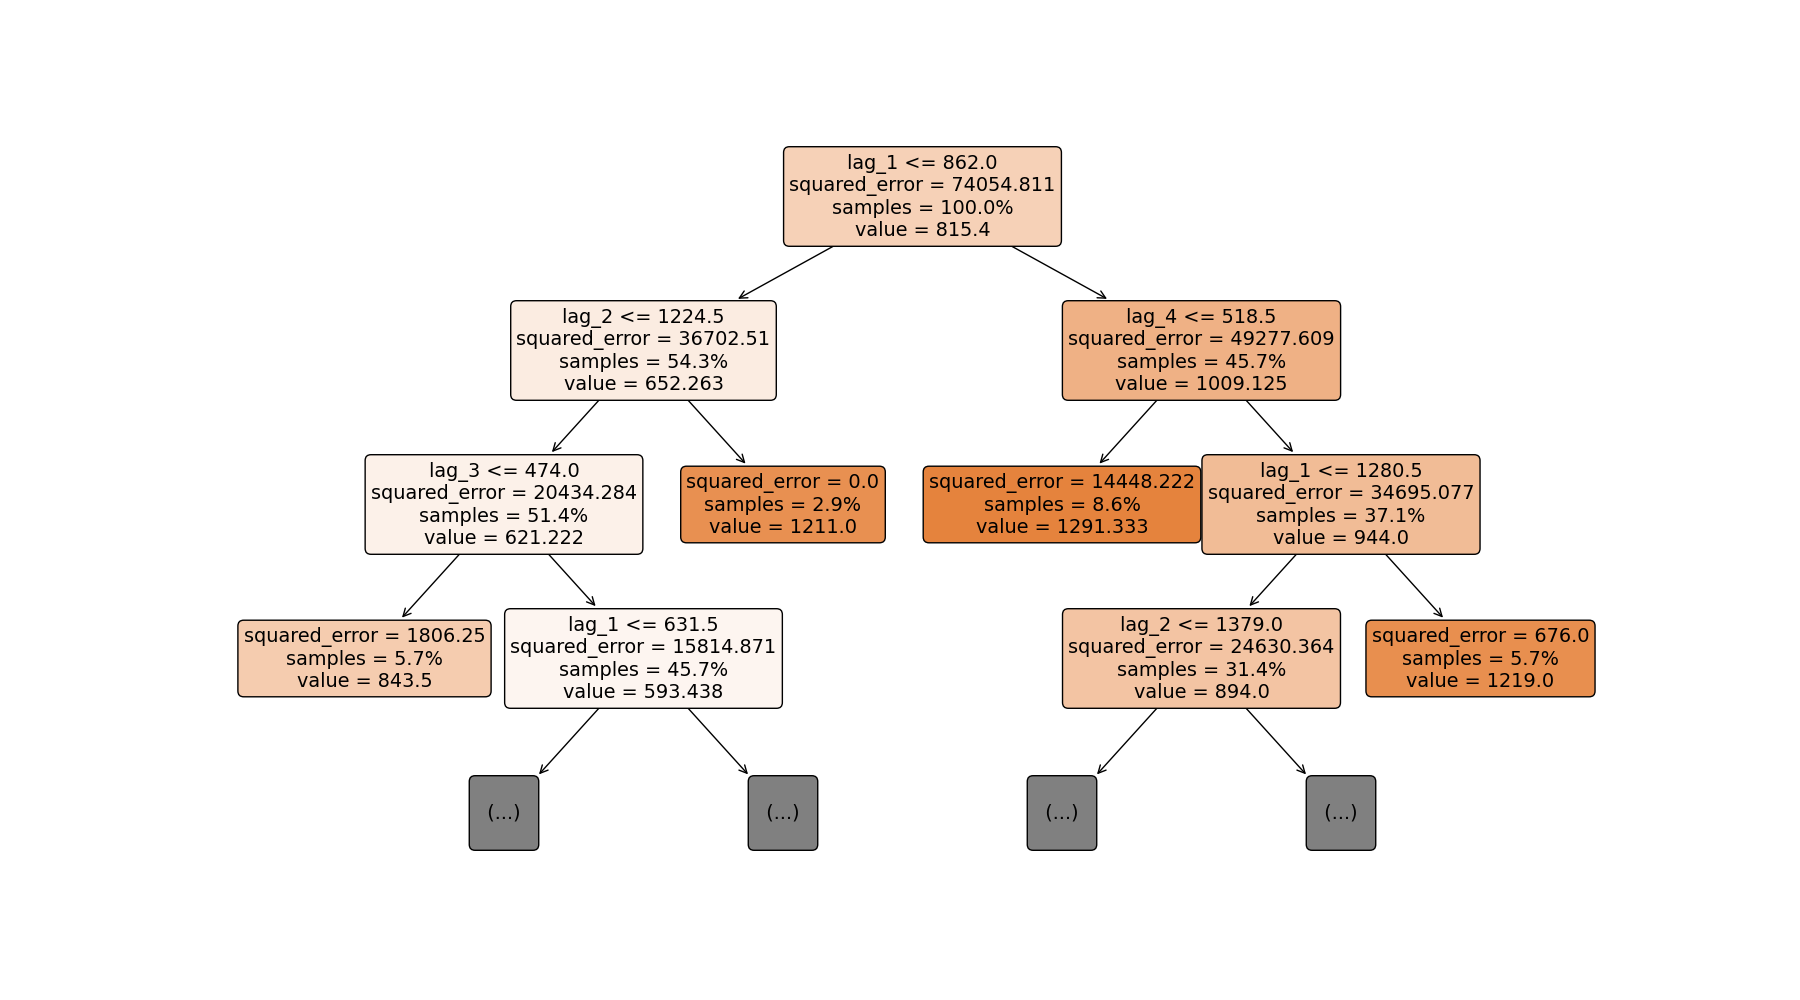 lag_1 <= 862.0
squared_error = 74054.811
samples = 100.0%
value = 815.4
lag_2 <= 1224.5
squared_error = 36702.51
samples = 54.3%
value = 652.263
lag_4 <= 518.5
squared_error = 49277.609
samples = 45.7%
value = 1009.125
lag_3 <= 474.0
squared_error = 20434.284
samples = 51.4%
value = 621.222
squared_error = 0.0
samples = 2.9%
value = 1211.0
squared_error = 14448.222
samples = 8.6%
value = 1291.333
lag_1 <= 1280.5
squared_error = 34695.077
samples = 37.1%
value = 944.0
squared_error = 1806.25
samples = 5.7%
value = 843.5
lag_1 <= 631.5
squared_error = 15814.871
samples = 45.7%
value = 593.438
lag_2 <= 1379.0
squared_error = 24630.364
samples = 31.4%
value = 894.0
squared_error = 676.0
samples = 5.7%
value = 1219.0
(...)
(...)
(...)
(...)